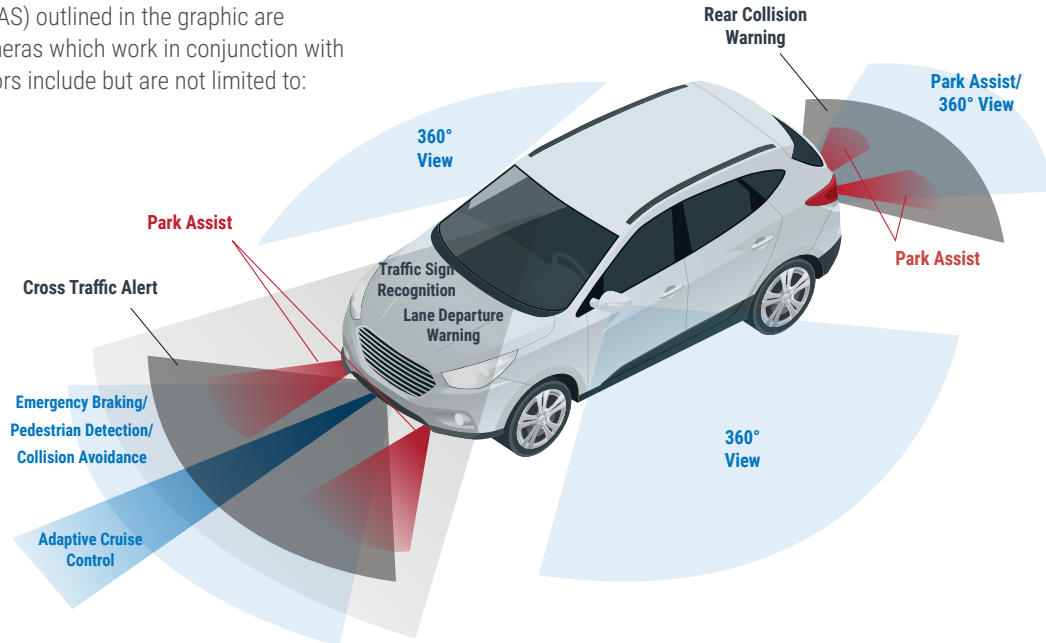 AS) outlined in the graphic are
eras which work in conjunction with
ors include but are not limited to:
Rear Collision
Warning
Park Assist/
360° View
360°
View
Park Assist
Park Assist
Traffic Sign
Recognition
Cross Traffic Alert
Lane Departure
Warning
Emergency Braking/
Pedestrian Detection/
Collision Avoidance
360°
View
Adaptive Cruise
Control